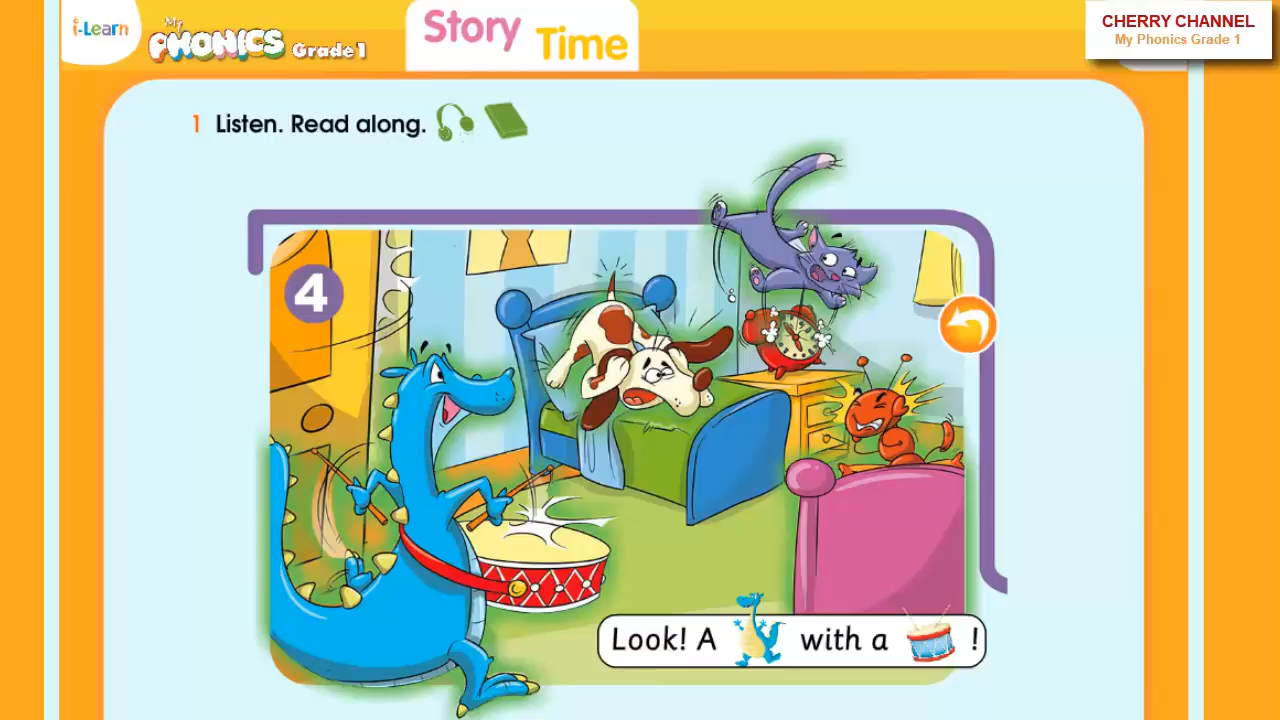 i-Learn
My
PHONICS Grade 1
Story
Time
CHERRY CHANNEL
My Phonics Grade 1
1 Listen. Read along.
4
Look! A with a !